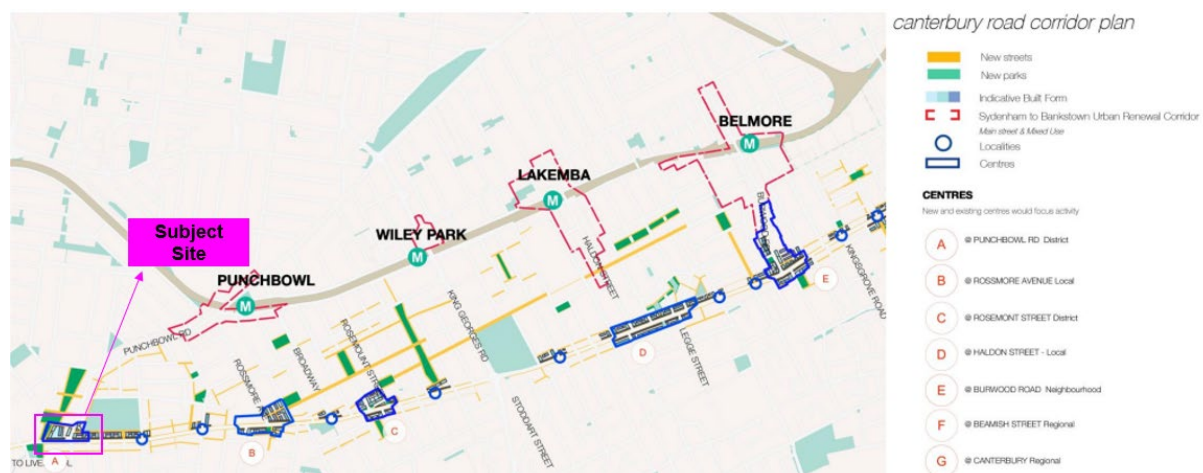 canterbury road corridor plan
New streets
New parks
Indicative Built Form
Sydenham to Bankstown Urban Renewal Corridor
Main street & Mixed Use
Localities
Centres
CENTRES
New and existing centres would focus activity
A @ PUNCHBOWL RD District
B @ ROSSMORE AVENUE Local
C @ ROSEMONT STREET District
D @ HALDON STREET - Local
E @ BURWOOD ROAD Neighbourhood
F @ BEAMISH STREET Regional
G @ CANTERBURY Regional
BELMORE
M
LAKEMBA
M
WILEY PARK
M
PUNCHBOWL
M
Subject
Site
PUNCHBOWL RD
ROSSMORE AVE
BROADWAY
ROSEMOUNT STREET
KING GEORGES RD
STODDART STREET
HALDON STREET
LEGGE STREET
KINGSGROVE ROAD
A
B
C
D
E